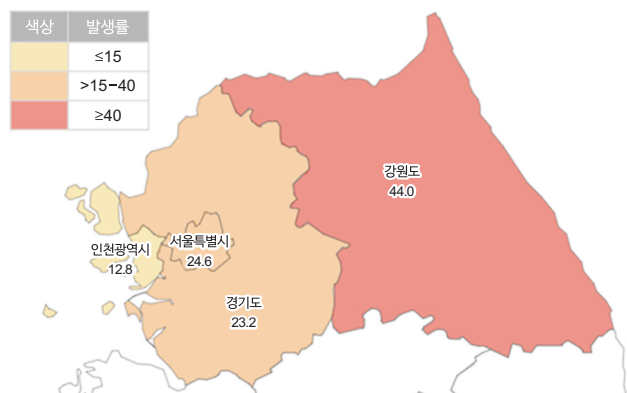 색상 발생률
≤15
>15-40
≥40
강원도
44.0
인천광역시
12.8
서울특별시
24.6
경기도
23.2